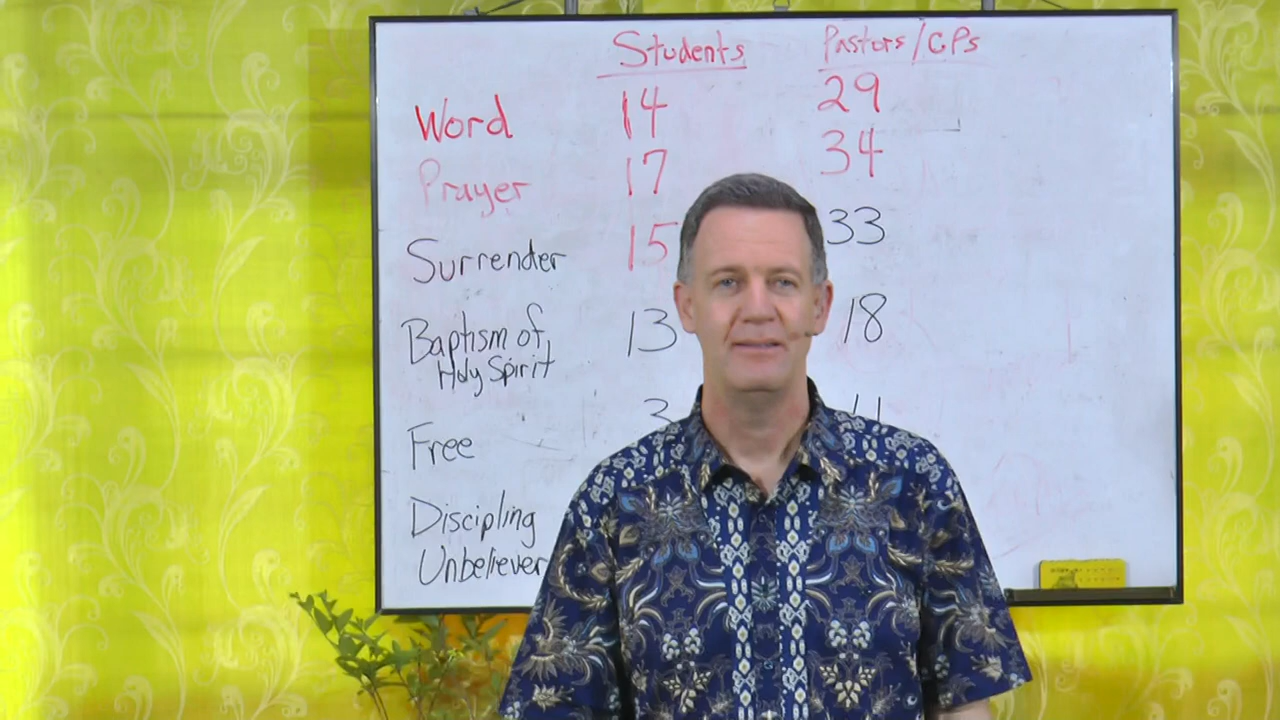 Students Pastors/CPs
Word 14 29
Prayer 17 34
Surrender 15 33
Baptism of 13 18
Holy Spirit
Free 3
Discipling
Unbeliever